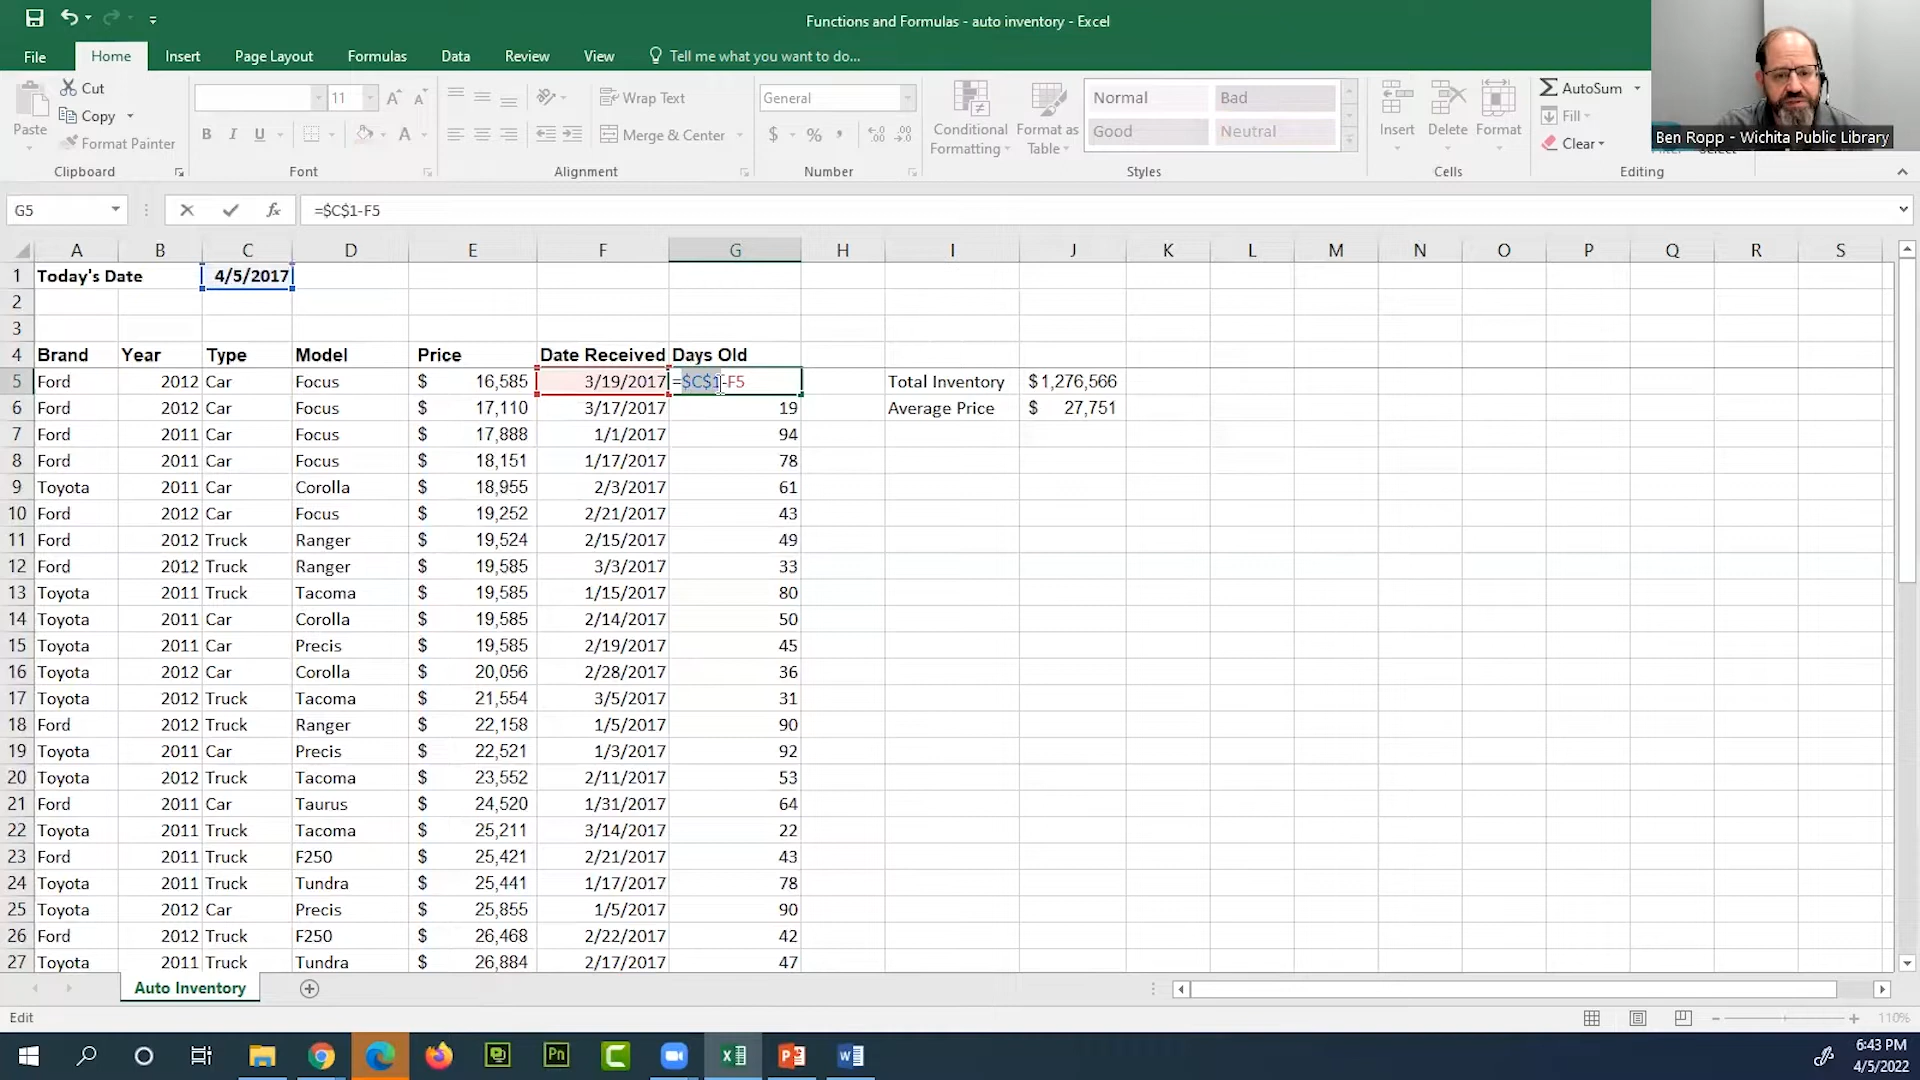 Functions and Formulas - auto inventory - Excel
File Home Insert Page Layout Formulas Data Review View Tell me what you want to do...
Paste Cut Copy Format Painter
11 A A B I U A
Wrap Text Merge & Center
General $ %
Conditional Formatting Format as Table
Normal Bad Good Neutral
Insert Delete Format
AutoSum Fill Clear
Ben Ropp - Wichita Public Library
Clipboard Font Alignment Number Styles Cells Editing
G5 fx =$C$1-F5
A B C D E F G H I J K L M N O P Q R S
1 Today's Date 4/5/2017
2
3
4 Brand Year Type Model Price Date Received Days Old
5 Ford 2012 Car Focus $ 16,585 3/19/2017 =$C$1-F5 Total Inventory $1,276,566
6 Ford 2012 Car Focus $ 17,110 3/17/2017 19 Average Price $ 27,751
7 Ford 2011 Car Focus $ 17,888 1/1/2017 94
8 Ford 2011 Car Focus $ 18,151 1/17/2017 78
9 Toyota 2011 Car Corolla $ 18,955 2/3/2017 61
10 Ford 2012 Car Focus $ 19,252 2/21/2017 43
11 Ford 2012 Truck Ranger $ 19,524 2/15/2017 49
12 Ford 2012 Truck Ranger $ 19,585 3/3/2017 33
13 Toyota 2011 Truck Tacoma $ 19,585 1/15/2017 80
14 Toyota 2011 Car Corolla $ 19,585 2/14/2017 50
15 Toyota 2011 Car Precis $ 19,585 2/19/2017 45
16 Toyota 2012 Car Corolla $ 20,056 2/28/2017 36
17 Toyota 2012 Truck Tacoma $ 21,554 3/5/2017 31
18 Ford 2012 Truck Ranger $ 22,158 1/5/2017 90
19 Toyota 2011 Car Precis $ 22,521 1/3/2017 92
20 Toyota 2012 Truck Tacoma $ 23,552 2/11/2017 53
21 Ford 2011 Car Taurus $ 24,520 1/31/2017 64
22 Toyota 2011 Truck Tacoma $ 25,211 3/14/2017 22
23 Ford 2011 Truck F250 $ 25,421 2/21/2017 43
24 Toyota 2011 Truck Tundra $ 25,441 1/17/2017 78
25 Toyota 2012 Car Precis $ 25,855 1/5/2017 90
26 Ford 2012 Truck F250 $ 26,468 2/22/2017 42
27 Toyota 2011 Truck Tundra $ 26,884 2/17/2017 47
Auto Inventory
Edit 110%
Pn
6:43 PM
4/5/2022